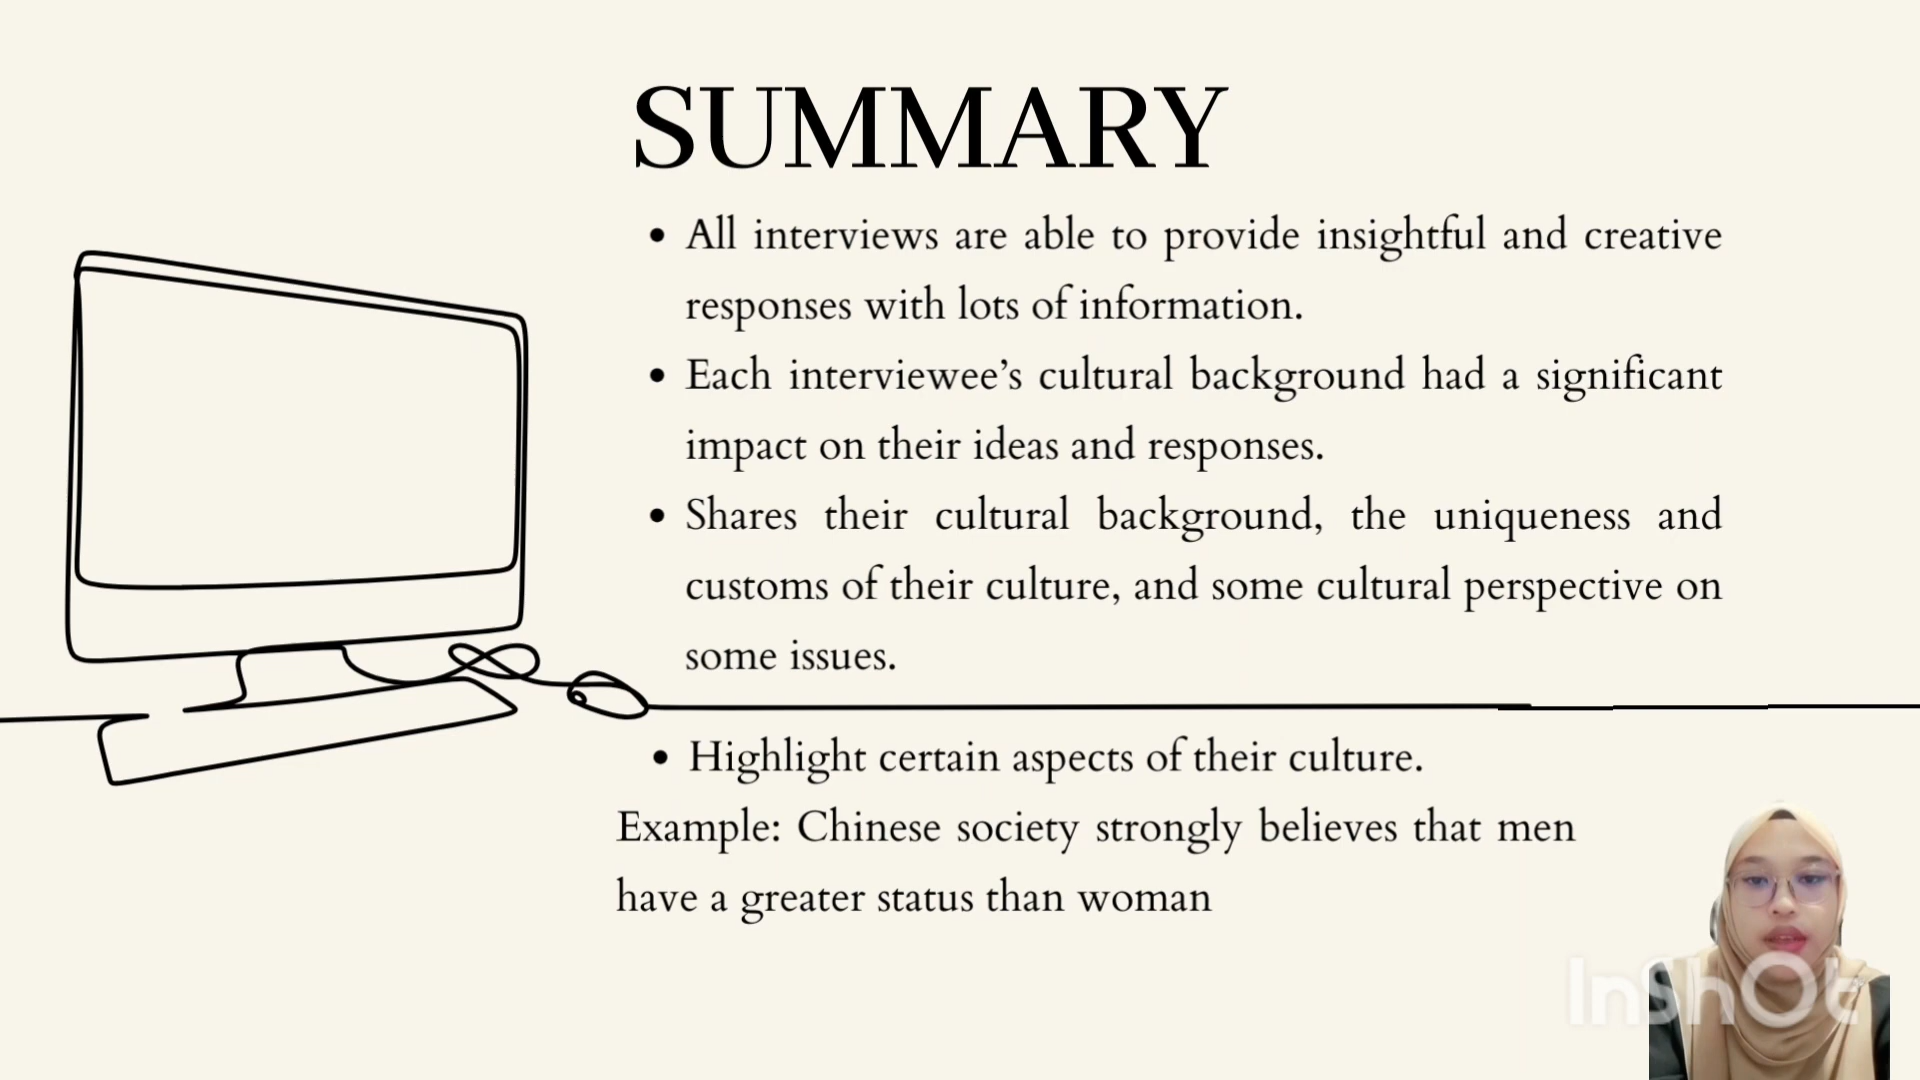 SUMMARY
• All interviews are able to provide insightful and creative
responses with lots of information.
• Each interviewee’s cultural background had a significant
impact on their ideas and responses.
• Shares their cultural background, the uniqueness and
customs of their culture, and some cultural perspective on
some issues.
• Highlight certain aspects of their culture.
Example: Chinese society strongly believes that men
have a greater status than woman
InShOt